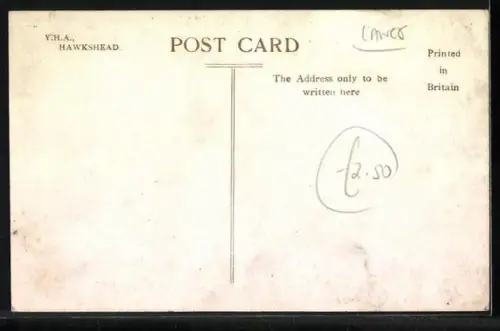 Y.H.A.,
HAWKSHEAD.
POST CARD
LANCS
Printed
in
Britain
The Address only to be
written here
£2.50